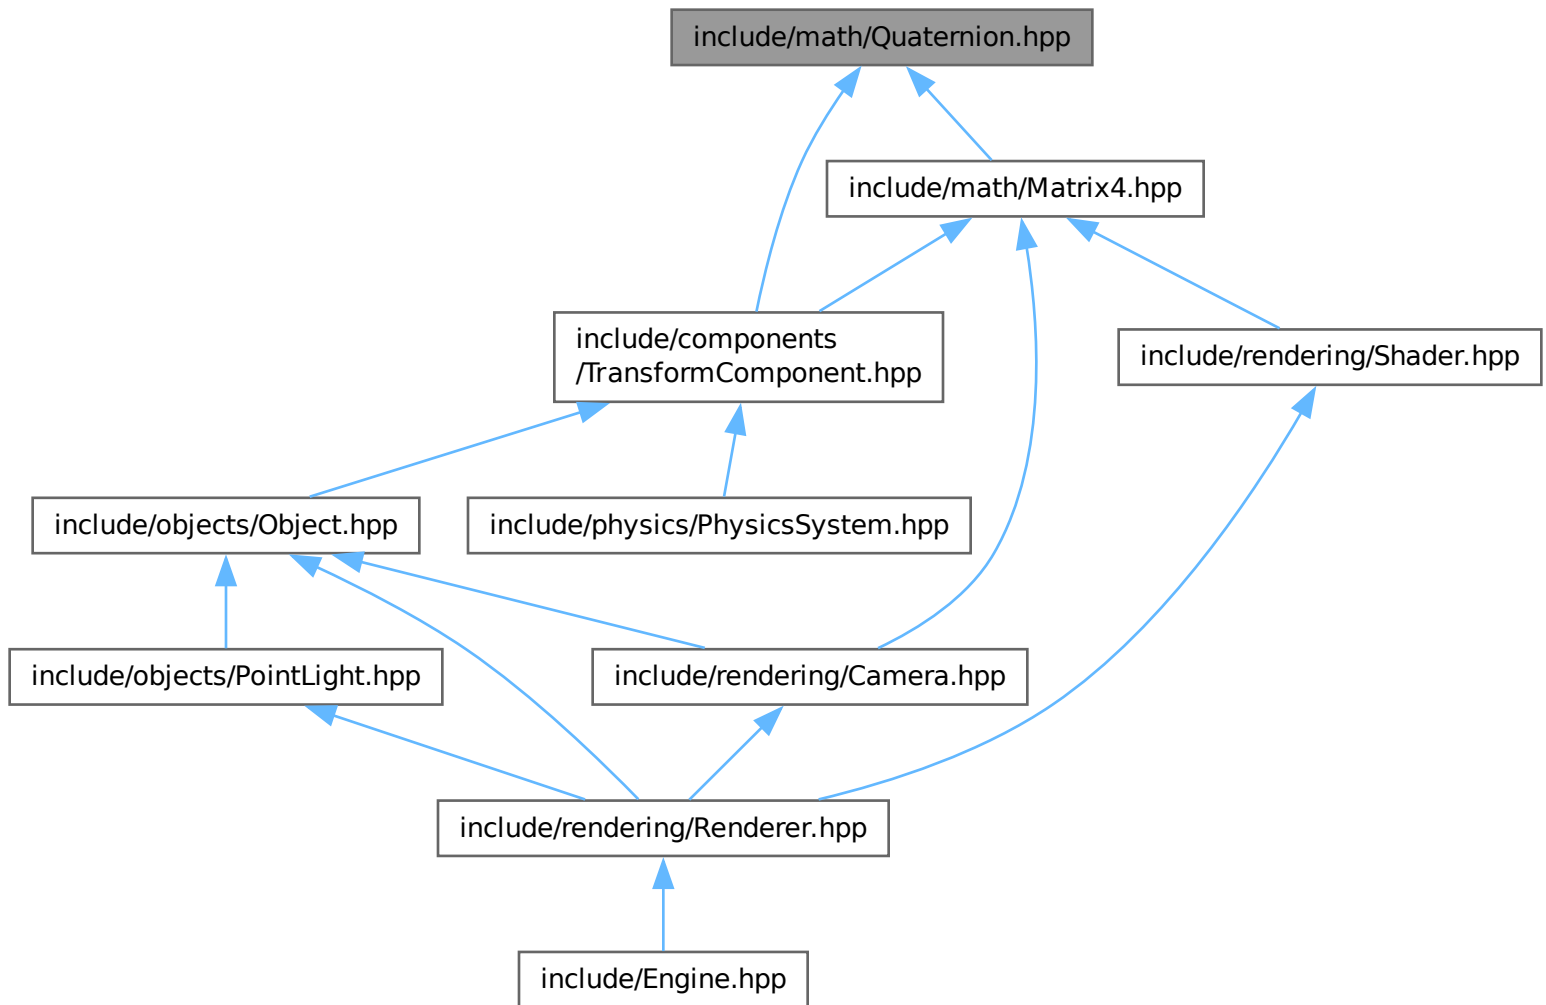 include/math/Quaternion.hpp
include/math/Matrix4.hpp
include/components
/TransformComponent.hpp
include/rendering/Shader.hpp
include/objects/Object.hpp
include/physics/PhysicsSystem.hpp
include/objects/PointLight.hpp
include/rendering/Camera.hpp
include/rendering/Renderer.hpp
include/Engine.hpp